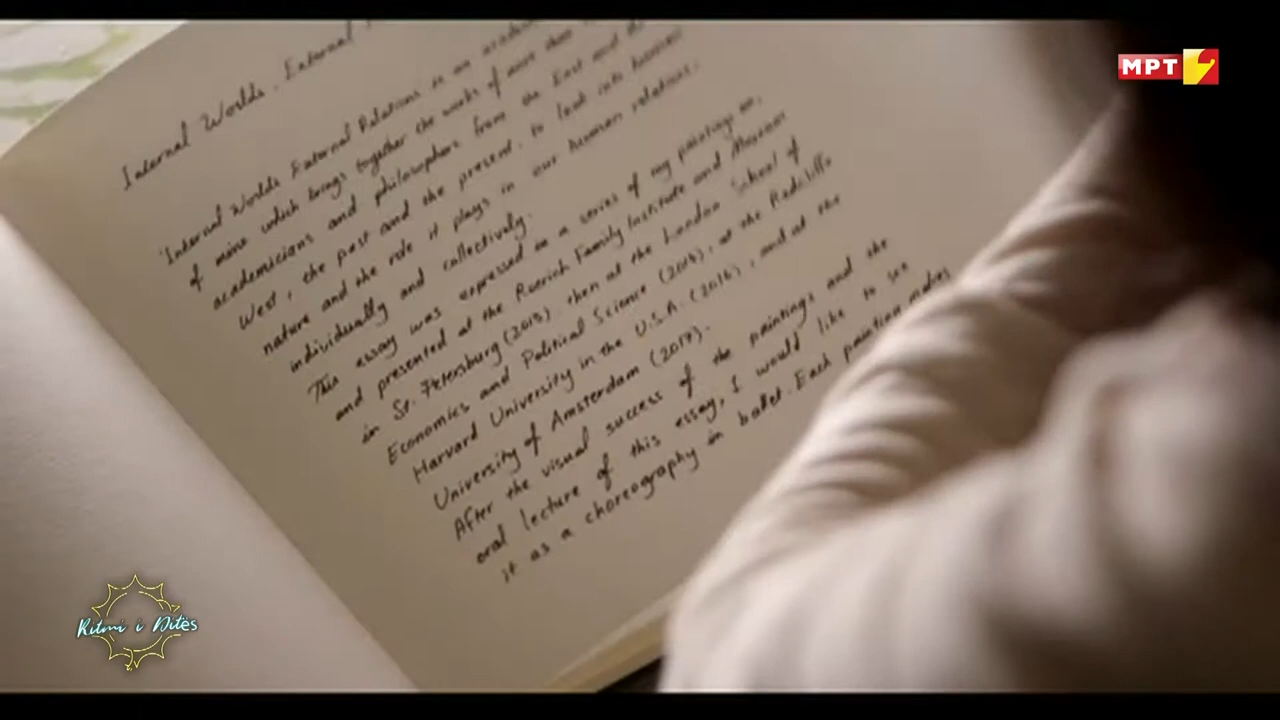 Internal Worlds, External
"Internal Worlds External Relations is an academic
of mine which brings together the works of more than
academicians and philosophers from the East and the
West, the past and the present, to look into human
nature and the role it plays in our human relations.
individually and collectively.
This essay was expressed as a series of my paintings
and presented at the Roerich Family Institute and Museum
in St. Petersburg (2013), then at the London School of
Economics and Political Science (2014), at the Radcliffe
Harvard University in the U.S.A. (2016), and at the
University of Amsterdam (2017).
After the visual success of the paintings and the
oral lecture of this essay, I would like to see
it as a choreography in ballet. Each painting makes
МРТ 2
Ritmi i Ditës